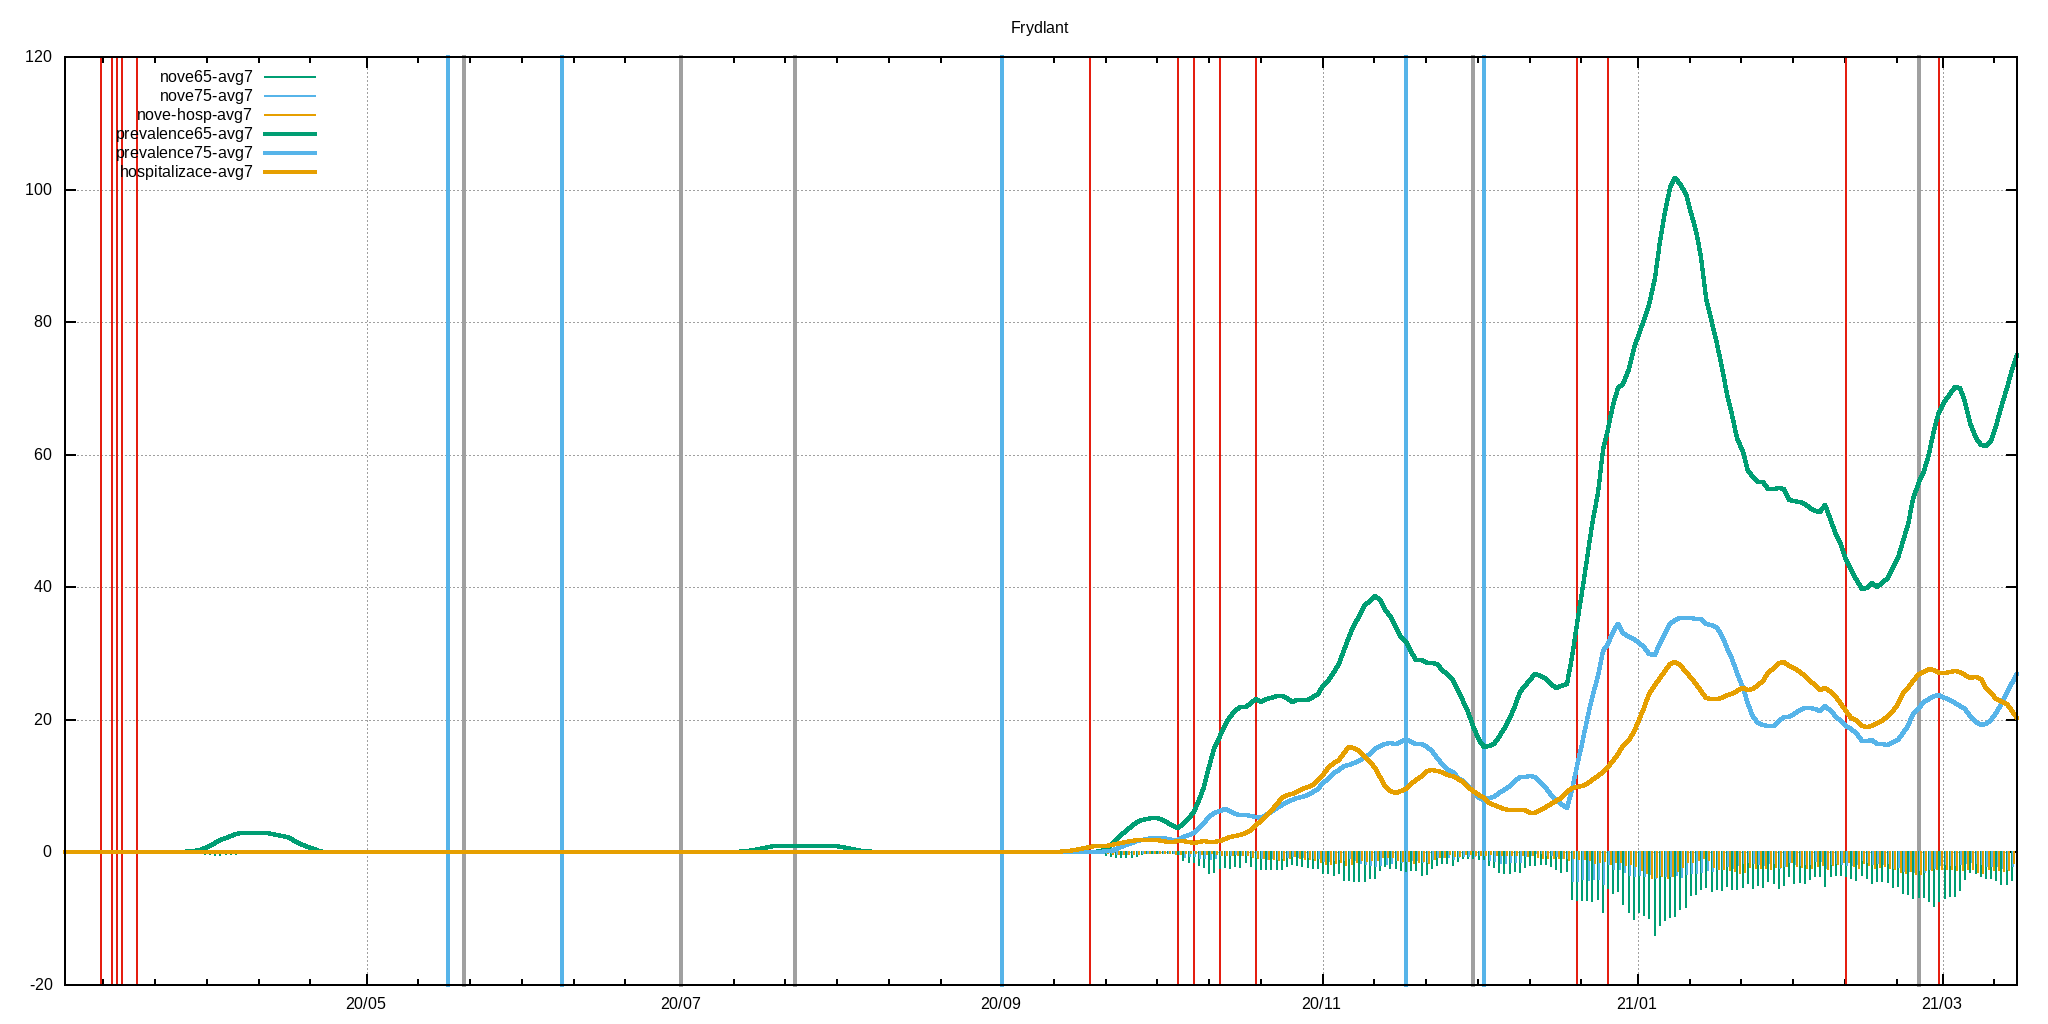 Frydlant
120
100
80
60
40
20
0
-20
nove65-avg7
nove75-avg7
nove-hosp-avg7
prevalence65-avg7
prevalence75-avg7
hospitalizace-avg7
20/05
20/07
20/09
20/11
21/01
21/03